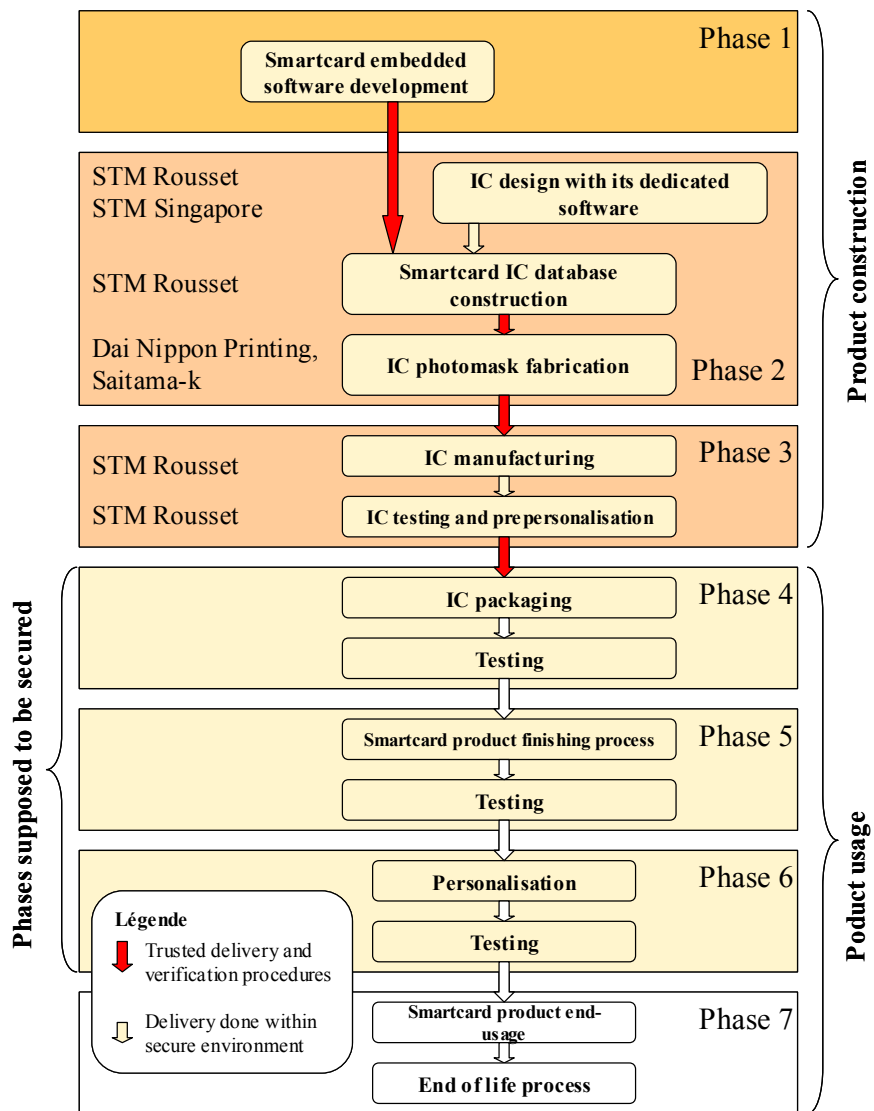 Phase 1
Smartcard embedded
software development
STM Rousset
STM Singapore
IC design with its dedicated
software
STM Rousset
Smartcard IC database
construction
Dai Nippon Printing,
Saitama-k
IC photomask fabrication
Phase 2
Product construction
Phase 3
STM Rousset
IC manufacturing
STM Rousset
IC testing and prepersonalisation
Phases supposed to be secured
Phase 4
IC packaging
Testing
Phase 5
Smartcard product finishing process
Testing
Poduct usage
Phase 6
Personalisation
Testing
Légende
Trusted delivery and
verification procedures
Delivery done within
secure environment
Phase 7
Smartcard product end-
usage
End of life process